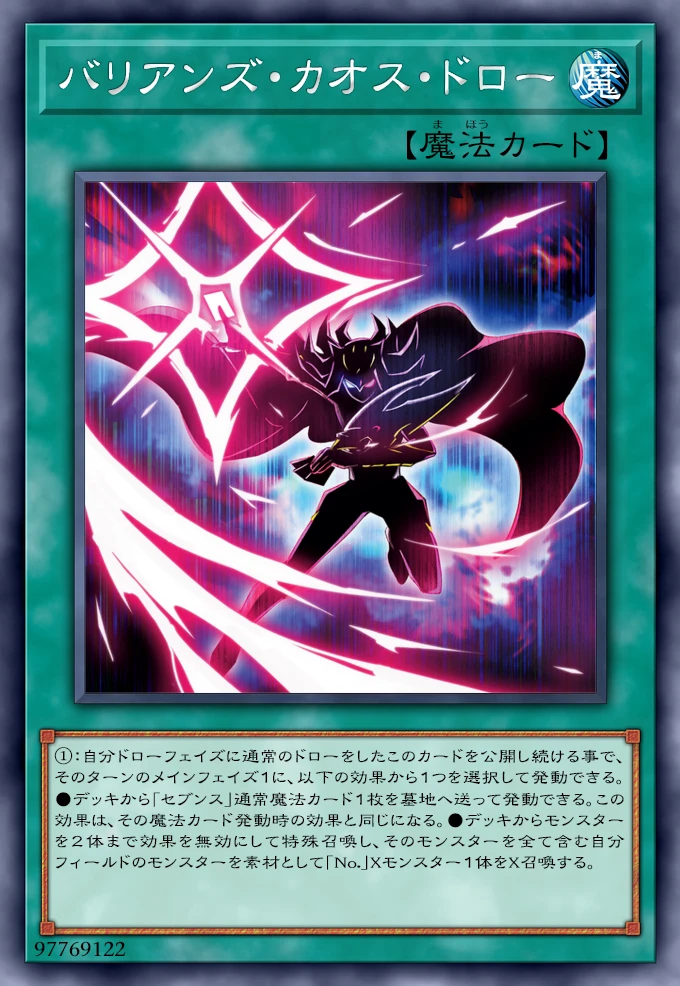 バリアンズ・カオス・ドロー
魔
ま
ま ほう
【魔法カード】
①：自分ドローフェイズに通常のドローをしたこのカードを公開し続ける事で、
そのターンのメインフェイズ１に、以下の効果から１つを選択して発動できる。
●デッキから「セブンス」通常魔法カード１枚を墓地へ送って発動できる。この
効果は、その魔法カード発動時の効果と同じになる。●デッキからモンスター
を２体まで効果を無効にして特殊召喚し、そのモンスターを全て含む自分
フィールドのモンスターを素材として「No.」Xモンスター１体をX召喚する。
97769122